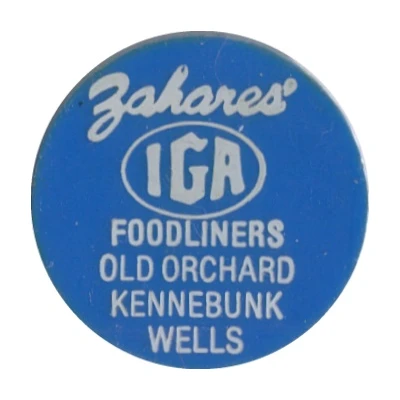 Zahares'
IGA
FOODLINERS
OLD ORCHARD
KENNEBUNK
WELLS